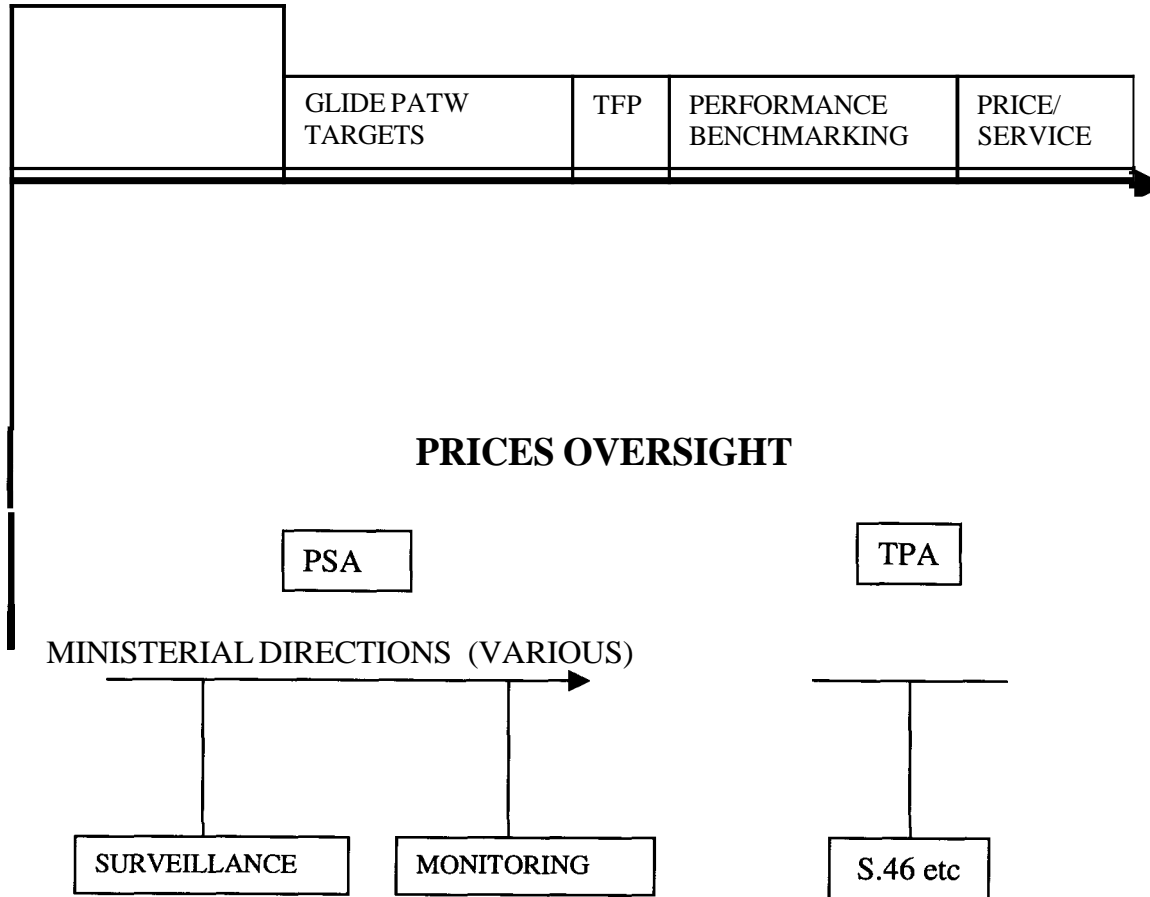 GLIDE PATW
TARGETS
TFP
PERFORMANCE
BENCHMARKING
PRICE/
SERVICE
PRICES OVERSIGHT
PSA
TPA
MINISTERIAL DIRECTIONS (VARIOUS)
SURVEILLANCE
MONITORING
S.46 etc